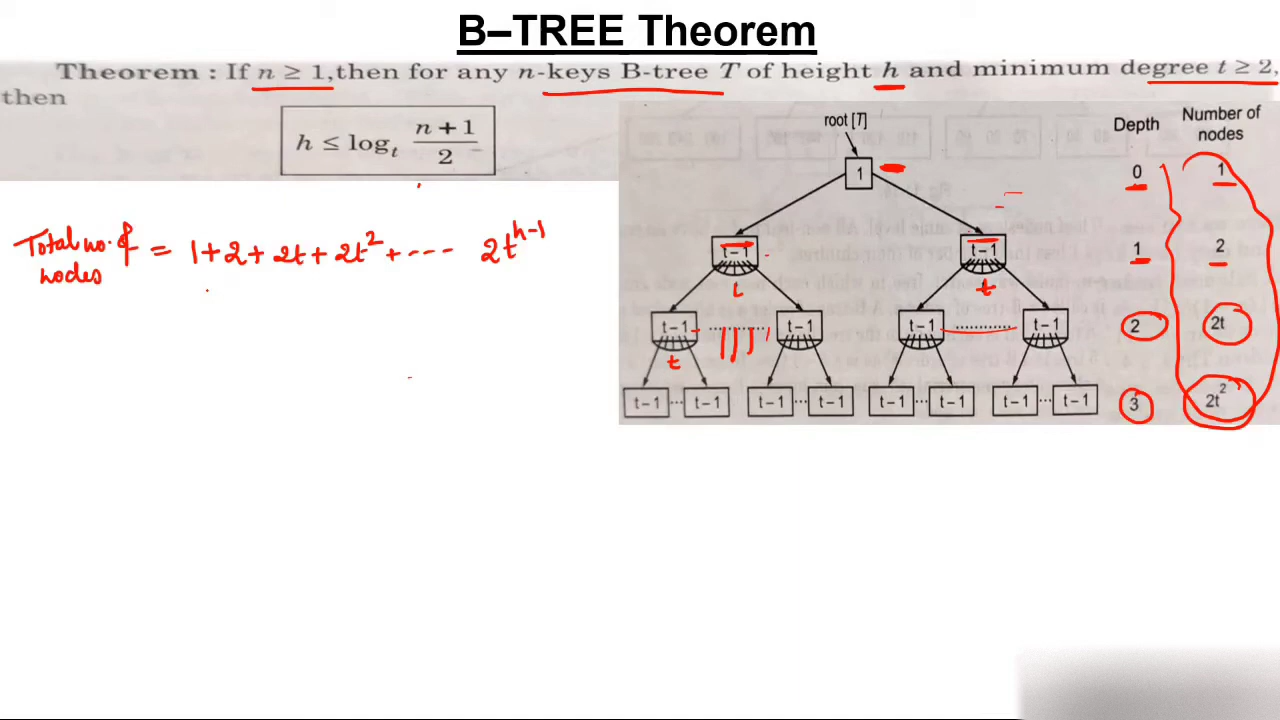 B–TREE Theorem
Theorem : If n ≥ 1, then for any n-keys B-tree T of height h and minimum degree t ≥ 2,
then
h ≤ log_t (n + 1)/2
root [T]
Depth
Number of
nodes
1
0
1
Total no. of nodes = 1 + 2 + 2t + 2t² + ---- 2t^(h-1)
t – 1
t – 1
1
2
t
t
t – 1 ............ t – 1
t – 1 ............ t – 1
2
2t
t
t – 1 ... t – 1
t – 1 ... t – 1
t – 1 ... t – 1
t – 1 ... t – 1
3
2t²